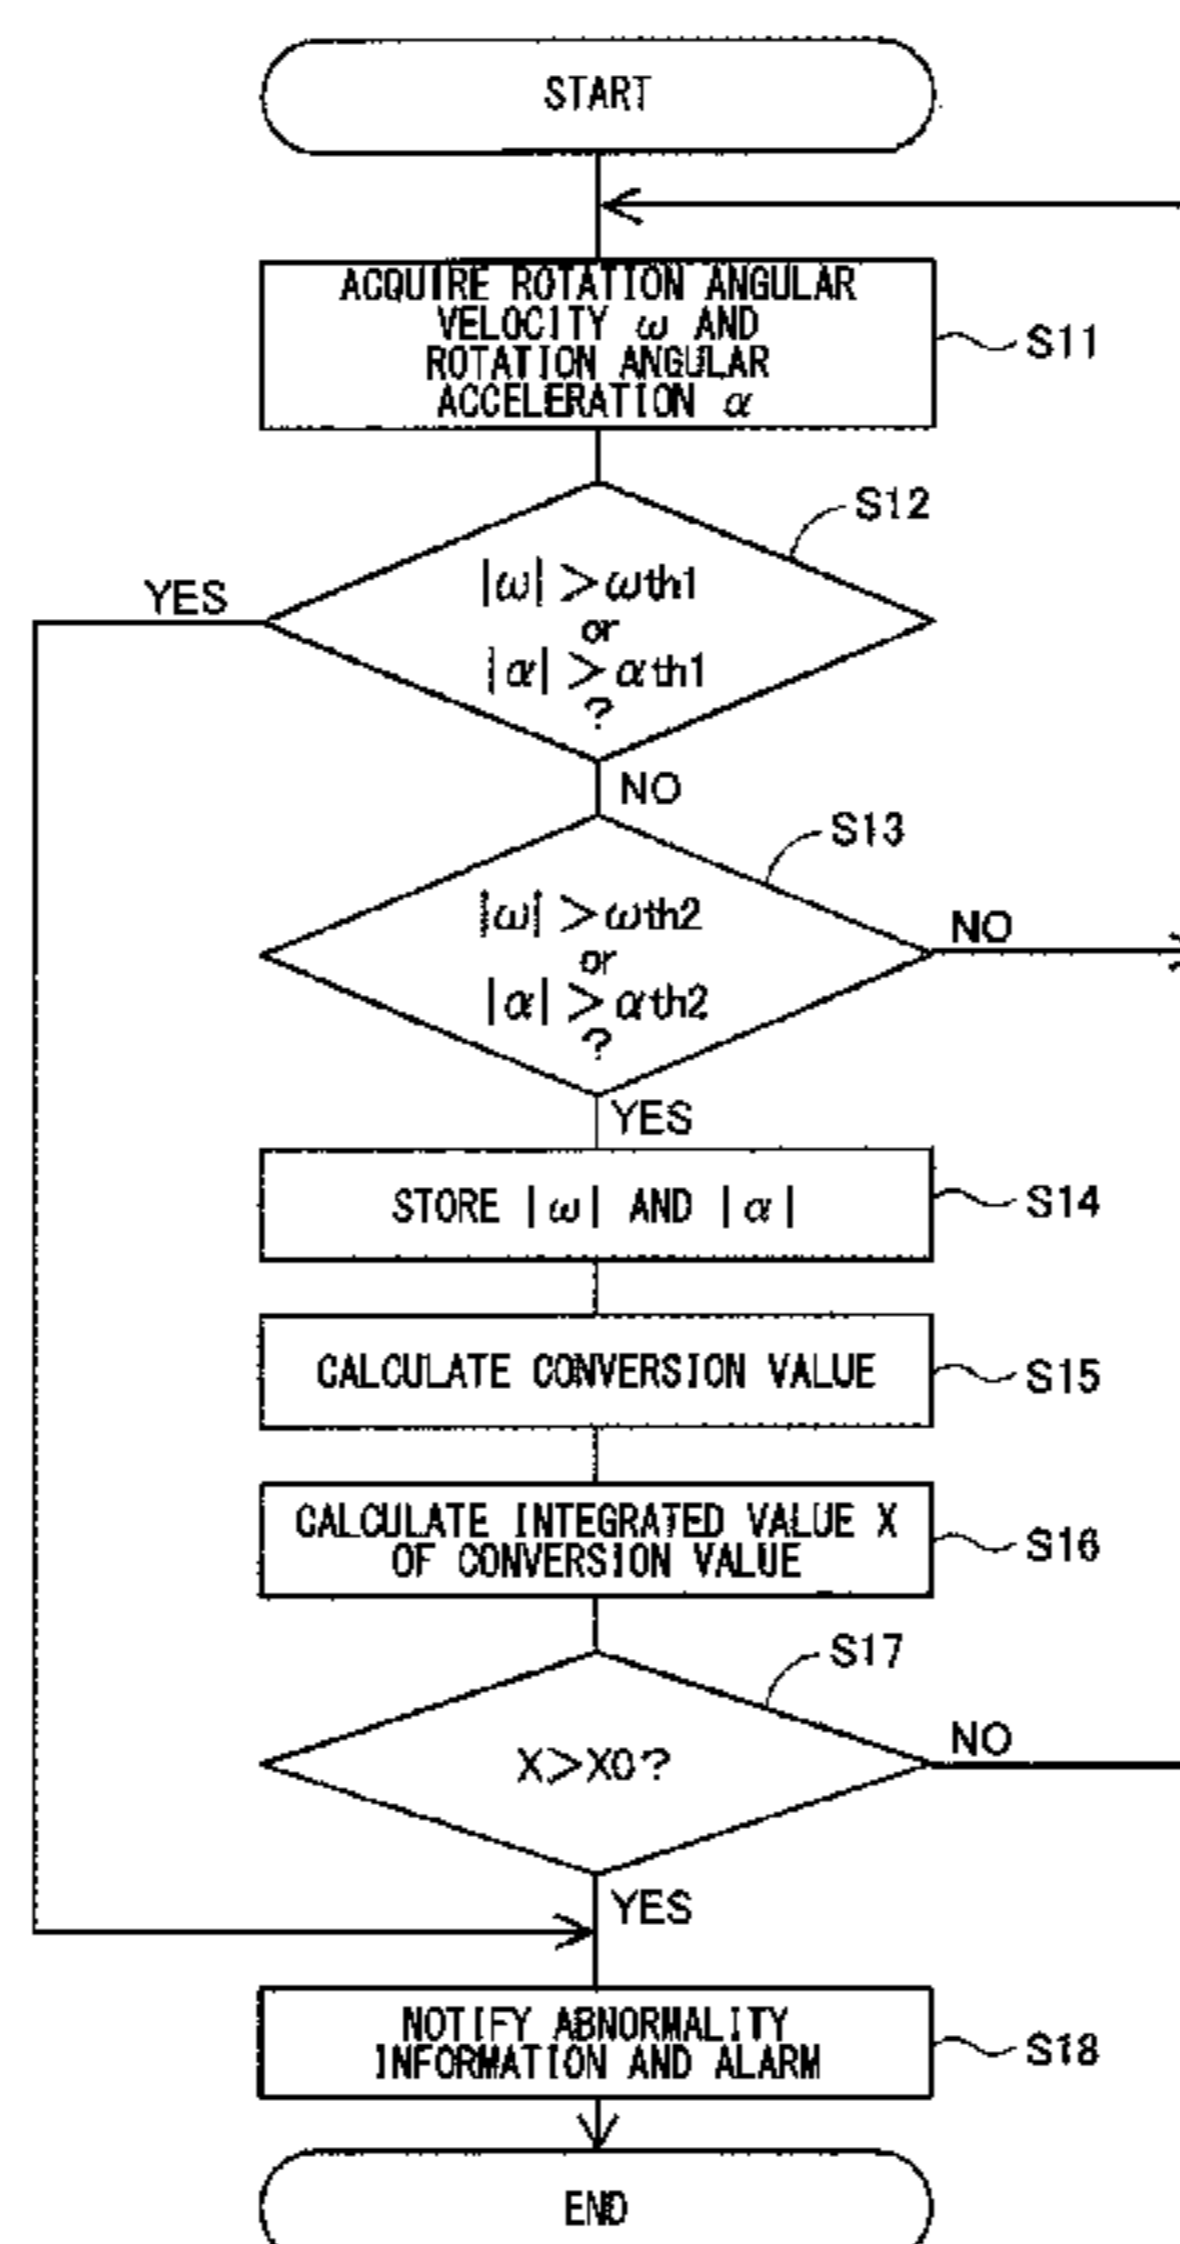 START
ACQUIRE ROTATION ANGULAR
VELOCITY ω AND
ROTATION ANGULAR
ACCELERATION α
S11
S12
YES
|ω|>ωth1
or
|α|>αth1
?
NO
S13
|ω|>ωth2
or
|α|>αth2
?
NO
YES
STORE |ω| AND |α|
S14
CALCULATE CONVERSION VALUE
S15
CALCULATE INTEGRATED VALUE X
OF CONVERSION VALUE
S16
S17
X>X0?
NO
YES
NOTIFY ABNORMALITY
INFORMATION AND ALARM
S18
END